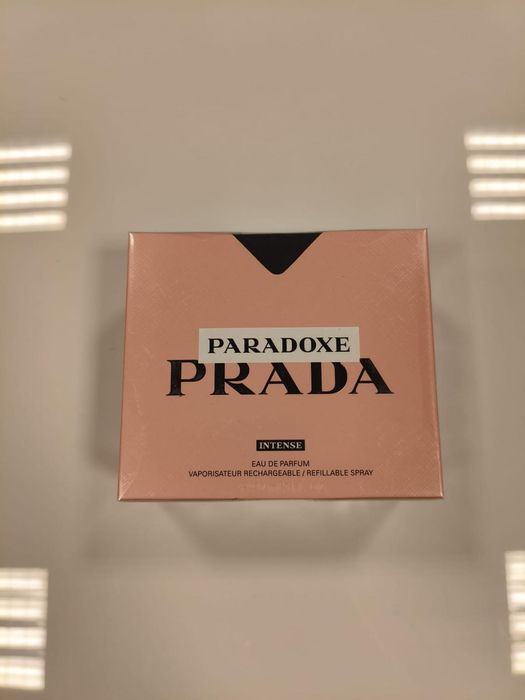 PARADOXE
PRADA
INTENSE
EAU DE PARFUM
VAPORISATEUR RECHARGEABLE / REFILLABLE SPRAY